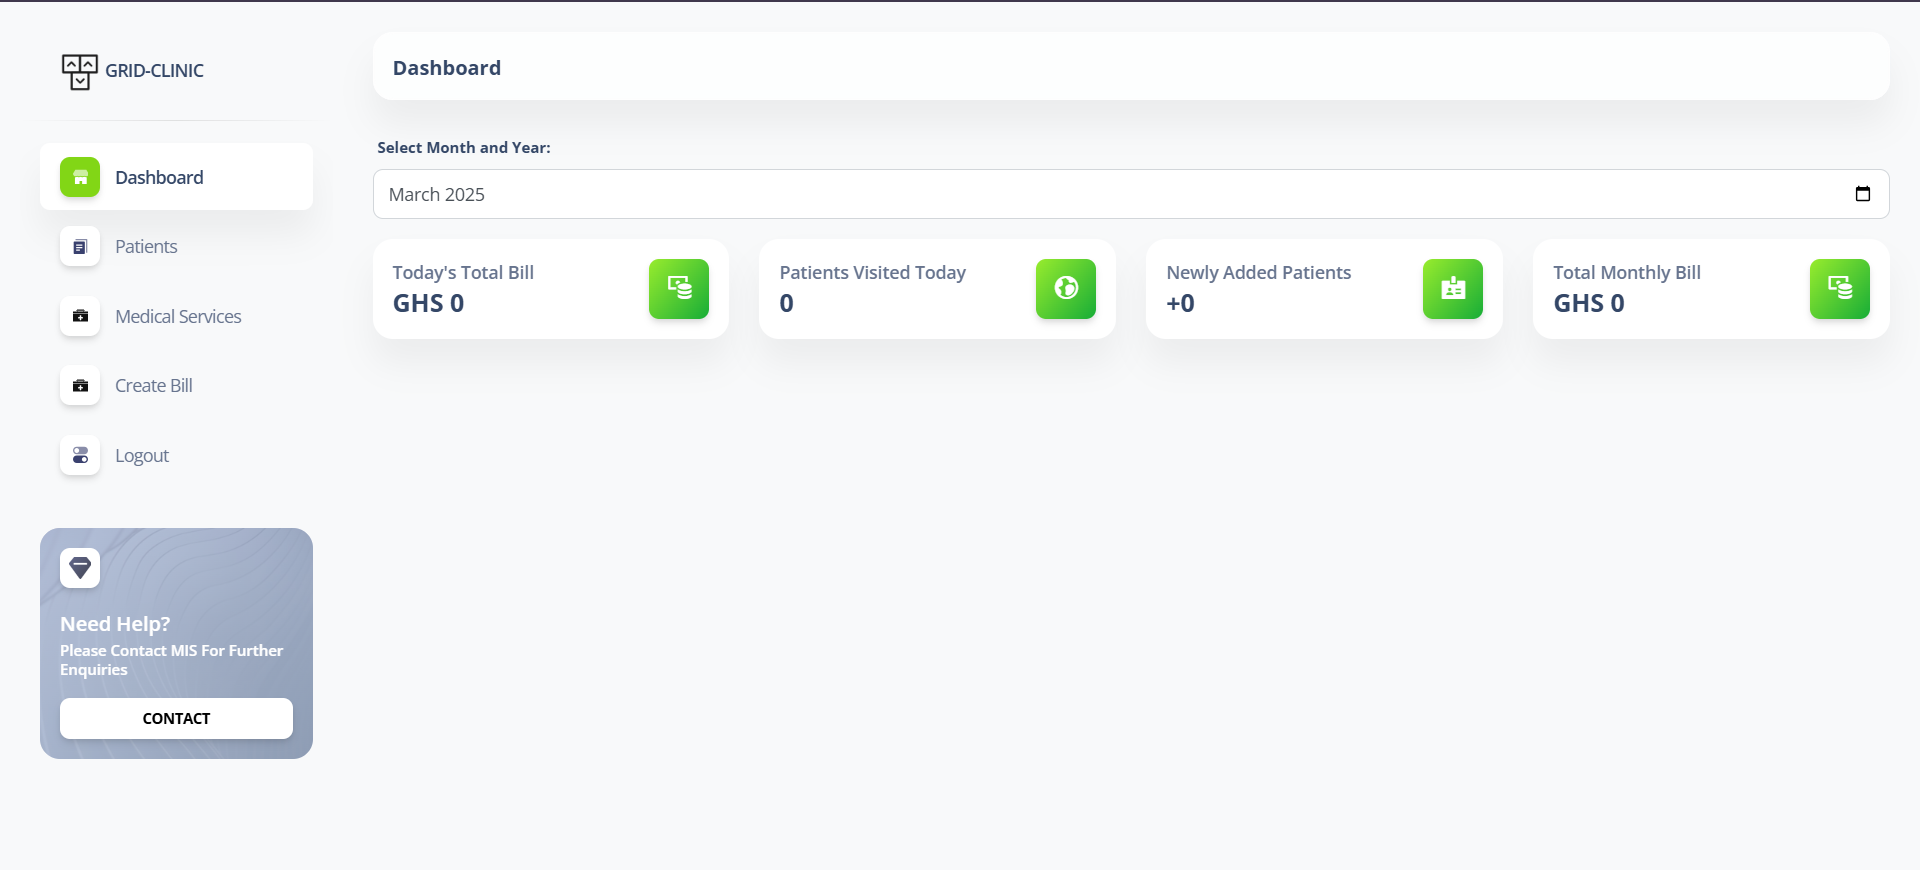 GRID-CLINIC
Dashboard
Patients
Medical Services
Create Bill
Logout
Need Help?
Please Contact MIS For Further
Enquiries
CONTACT
Dashboard
Select Month and Year:
March 2025
Today's Total Bill
GHS 0
Patients Visited Today
0
Newly Added Patients
+0
Total Monthly Bill
GHS 0